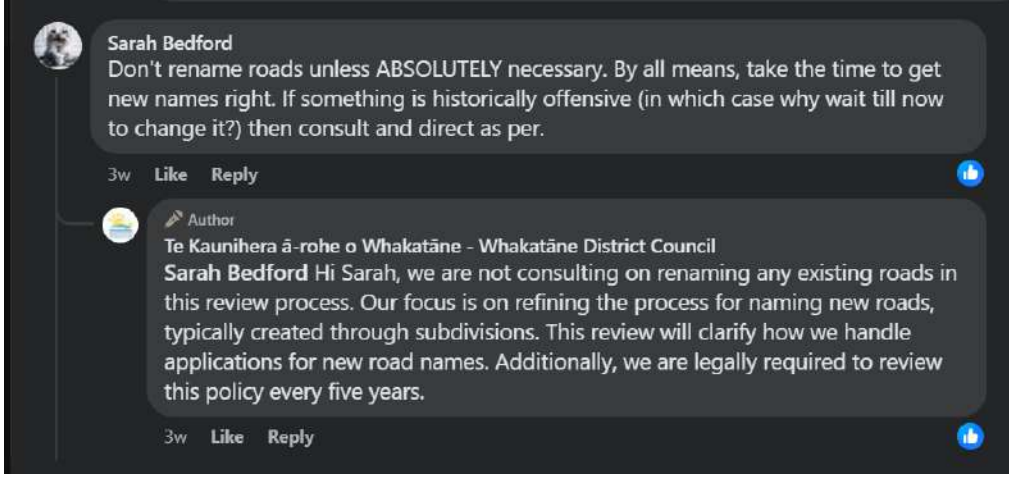 Sarah Bedford
Don't rename roads unless ABSOLUTELY necessary. By all means, take the time to get
new names right. If something is historically offensive (in which case why wait till now
to change it?) then consult and direct as per.
3w Like Reply
Author
Te Kaunihera ā-rohe o Whakatāne - Whakatāne District Council
Sarah Bedford Hi Sarah, we are not consulting on renaming any existing roads in
this review process. Our focus is on refining the process for naming new roads,
typically created through subdivisions. This review will clarify how we handle
applications for new road names. Additionally, we are legally required to review
this policy every five years.
3w Like Reply